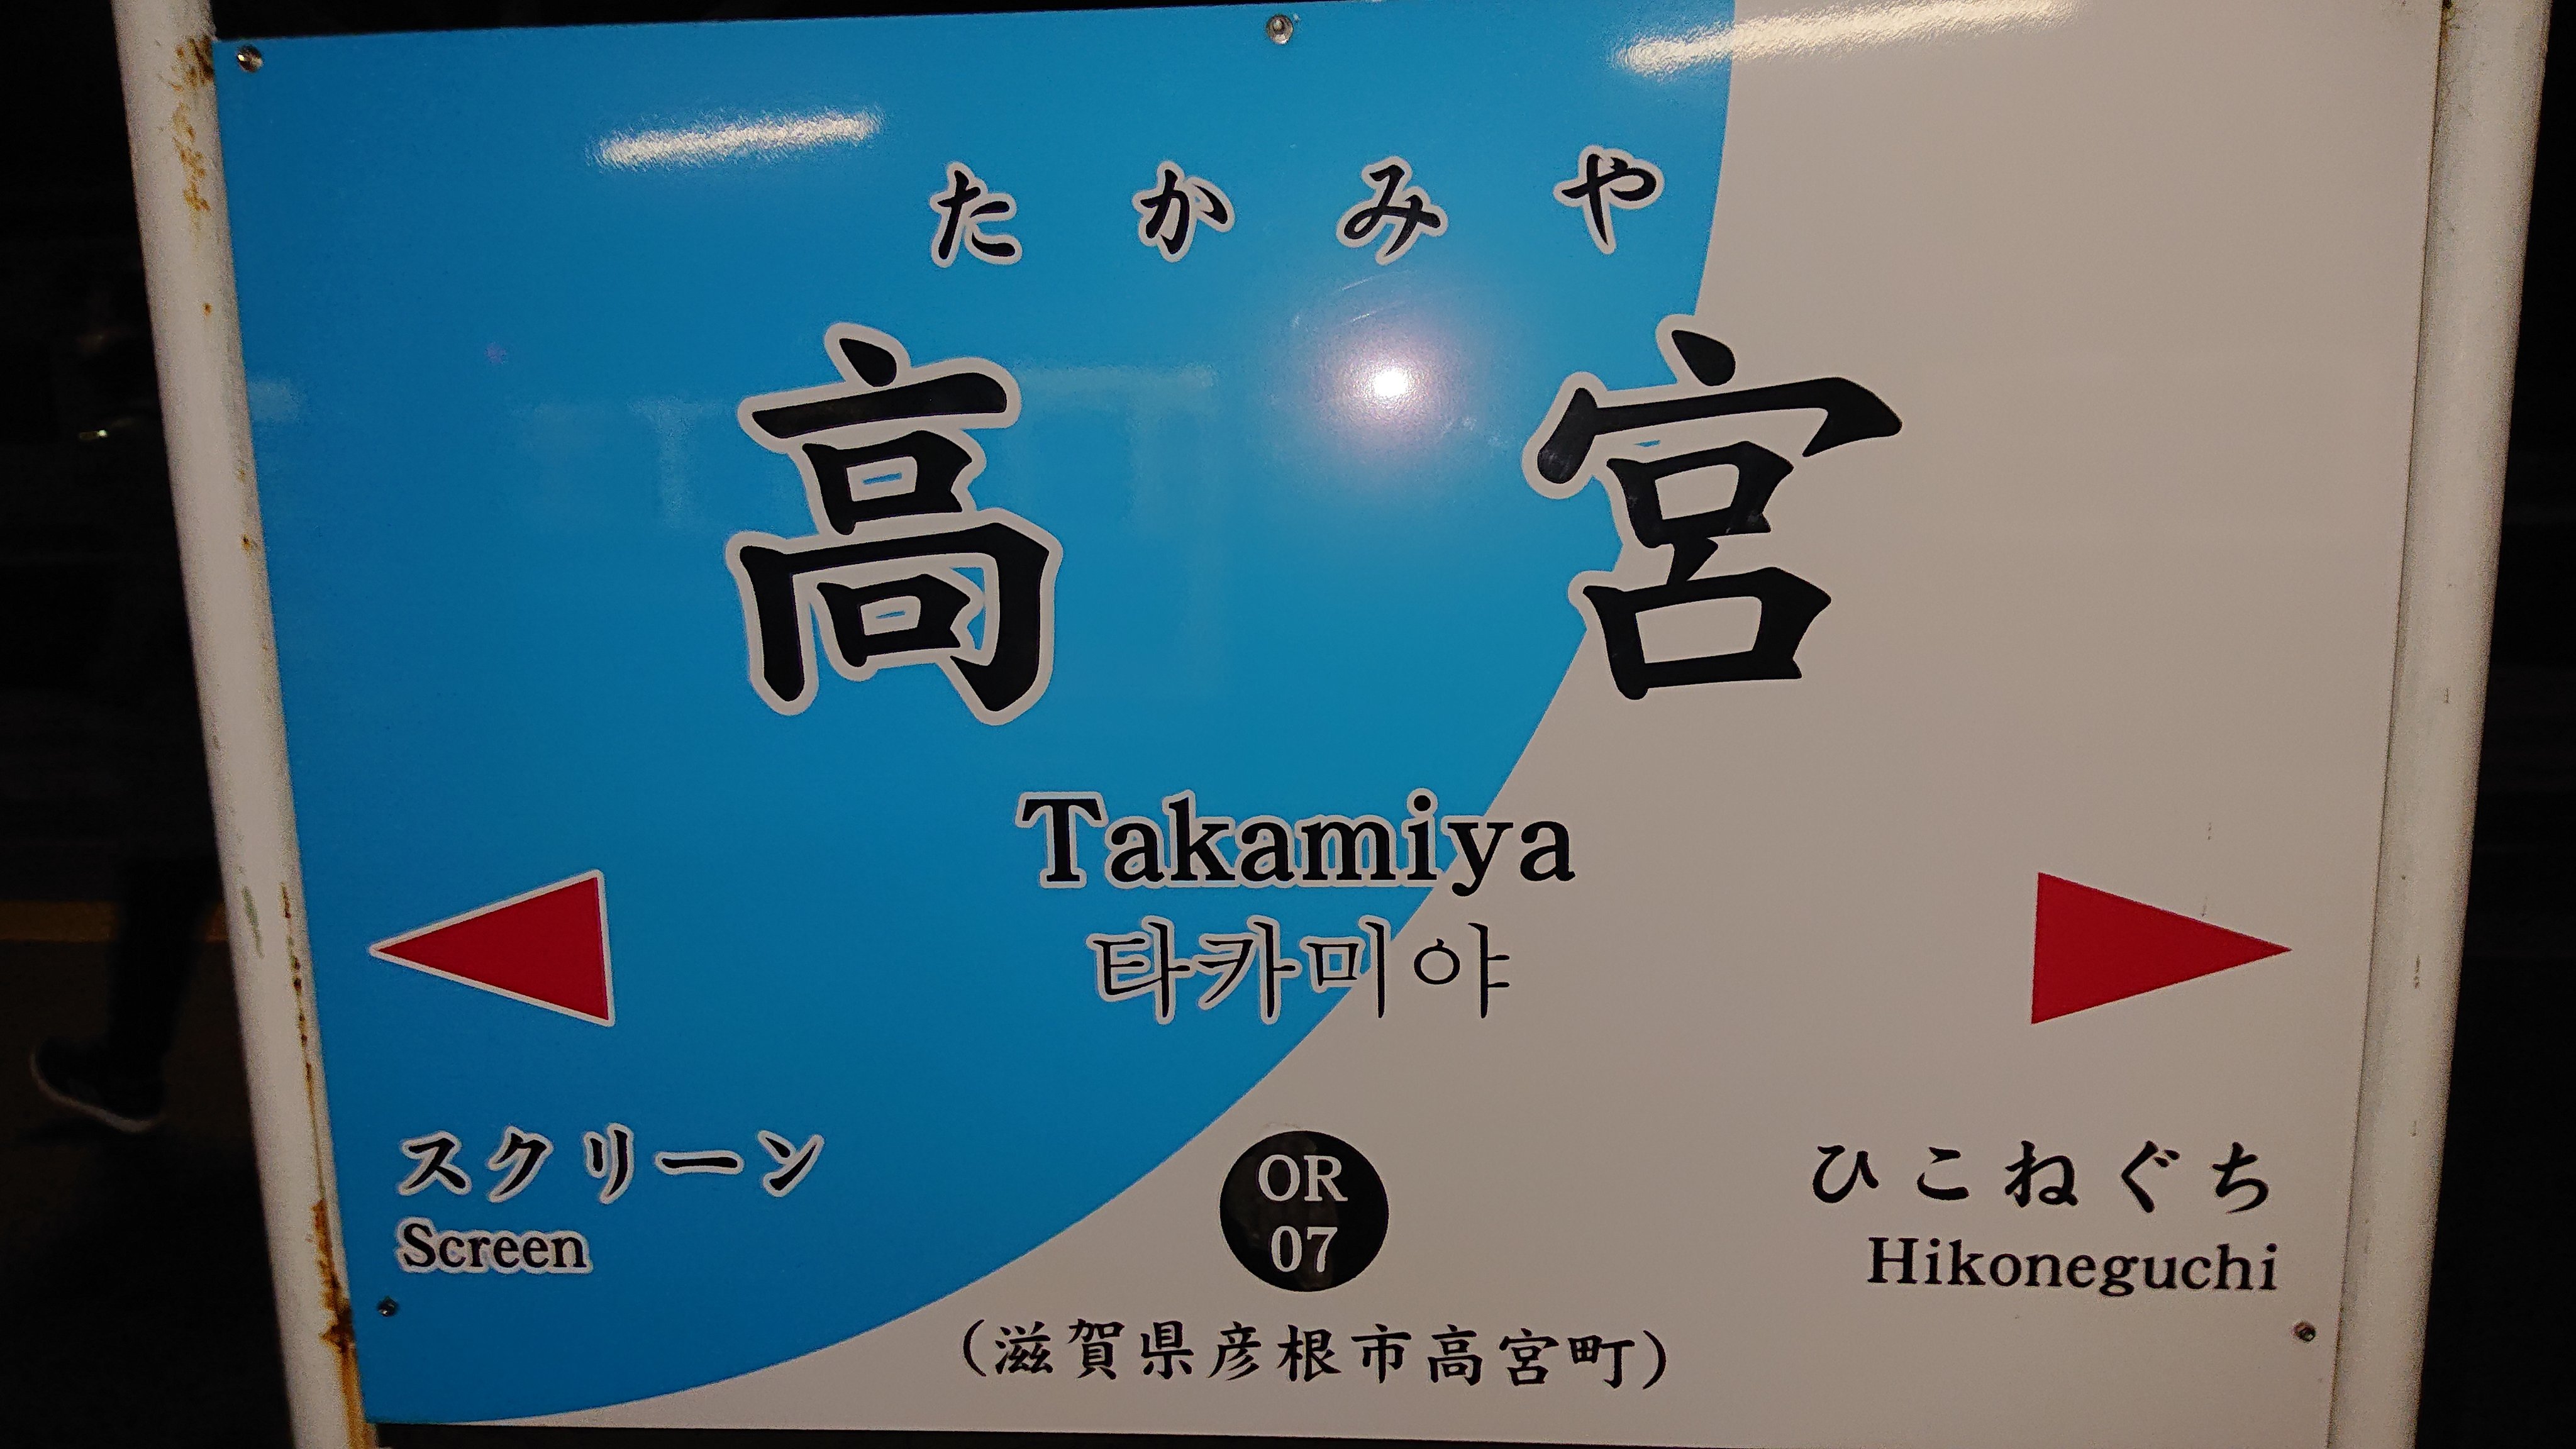 たかみや
高宮
Takamiya
타카미야
スクリーン
Screen
OR
07
ひこねぐち
Hikoneguchi
(滋賀県彦根市高宮町)